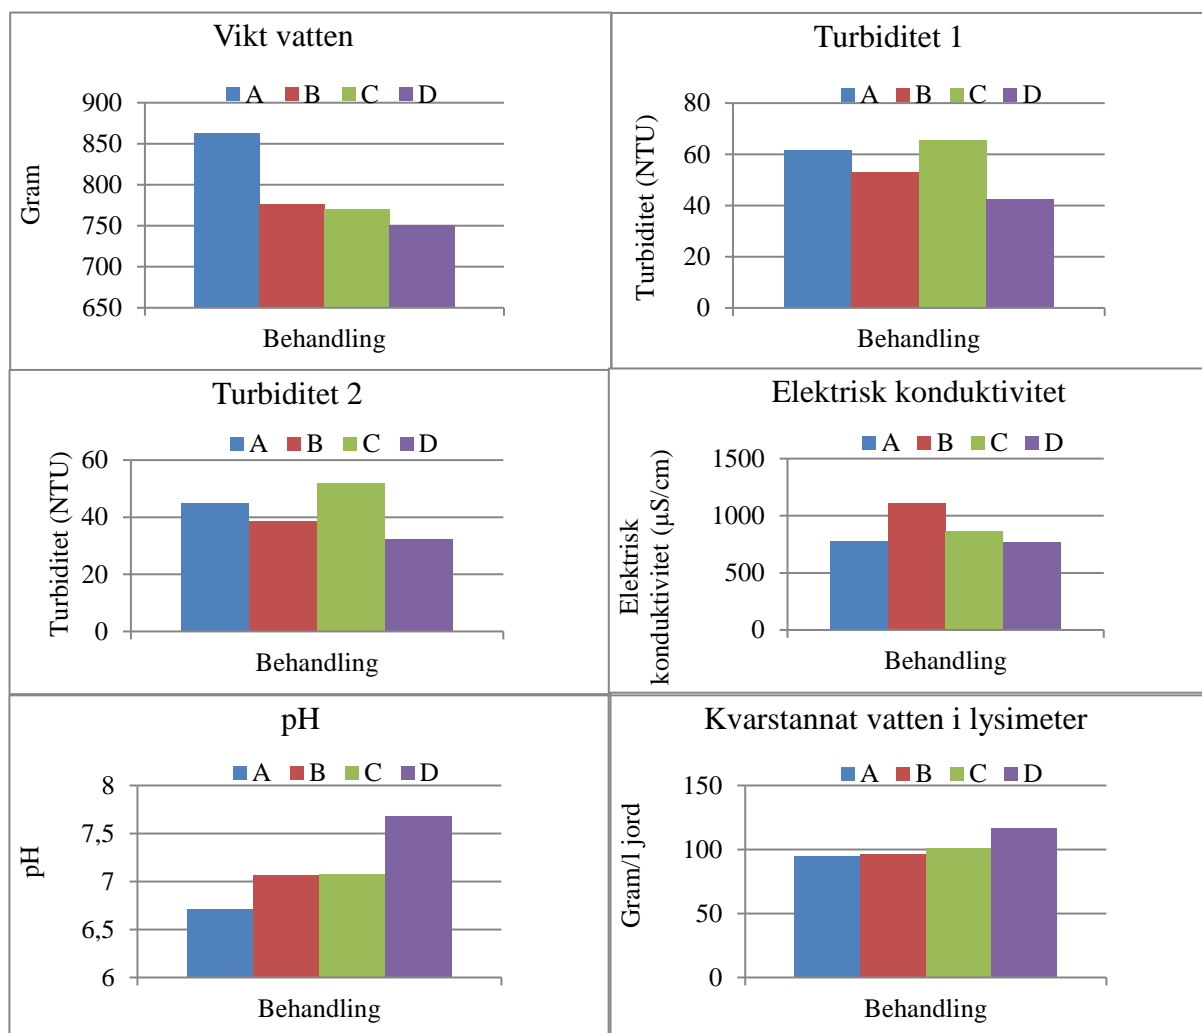 Vikt vatten
A B C D
900
850
800
750
700
650
Gram
Behandling
Turbiditet 1
A B C D
80
60
40
20
0
Turbiditet (NTU)
Behandling
Turbiditet 2
A B C D
60
40
20
0
Turbiditet (NTU)
Behandling
Elektrisk konduktivitet
A B C D
1500
1000
500
0
Elektrisk
konduktivitet (µS/cm)
Behandling
pH
A B C D
8
7,5
7
6,5
6
pH
Behandling
Kvarstannat vatten i lysimeter
A B C D
150
100
50
0
Gram/l jord
Behandling